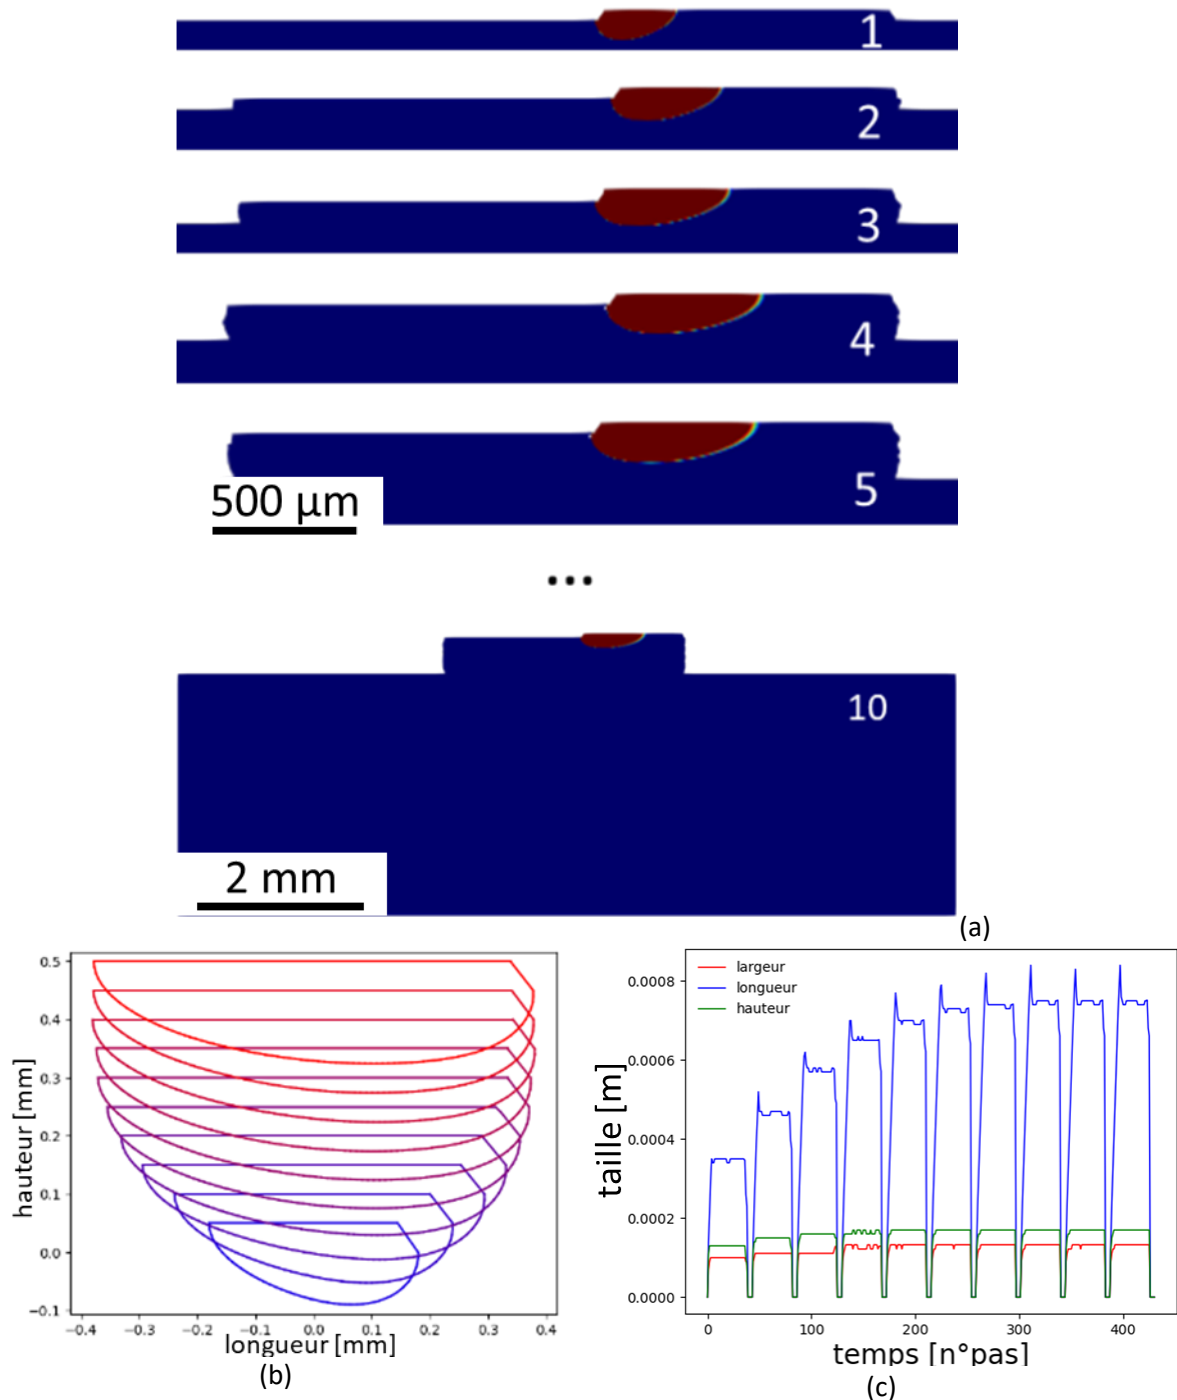 1
2
3
4
5
500 µm
...
10
2 mm
(a)
0.5
0.4
0.3
0.2
0.1
0.0
−0.1
hauteur [mm]
−0.4 −0.3 −0.2 −0.1 0.0 0.1 0.2 0.3 0.4
longueur [mm]
(b)
largeur
longueur
hauteur
0.0008
0.0006
0.0004
0.0002
0.0000
taille [m]
0 100 200 300 400
temps [n°pas]
(c)